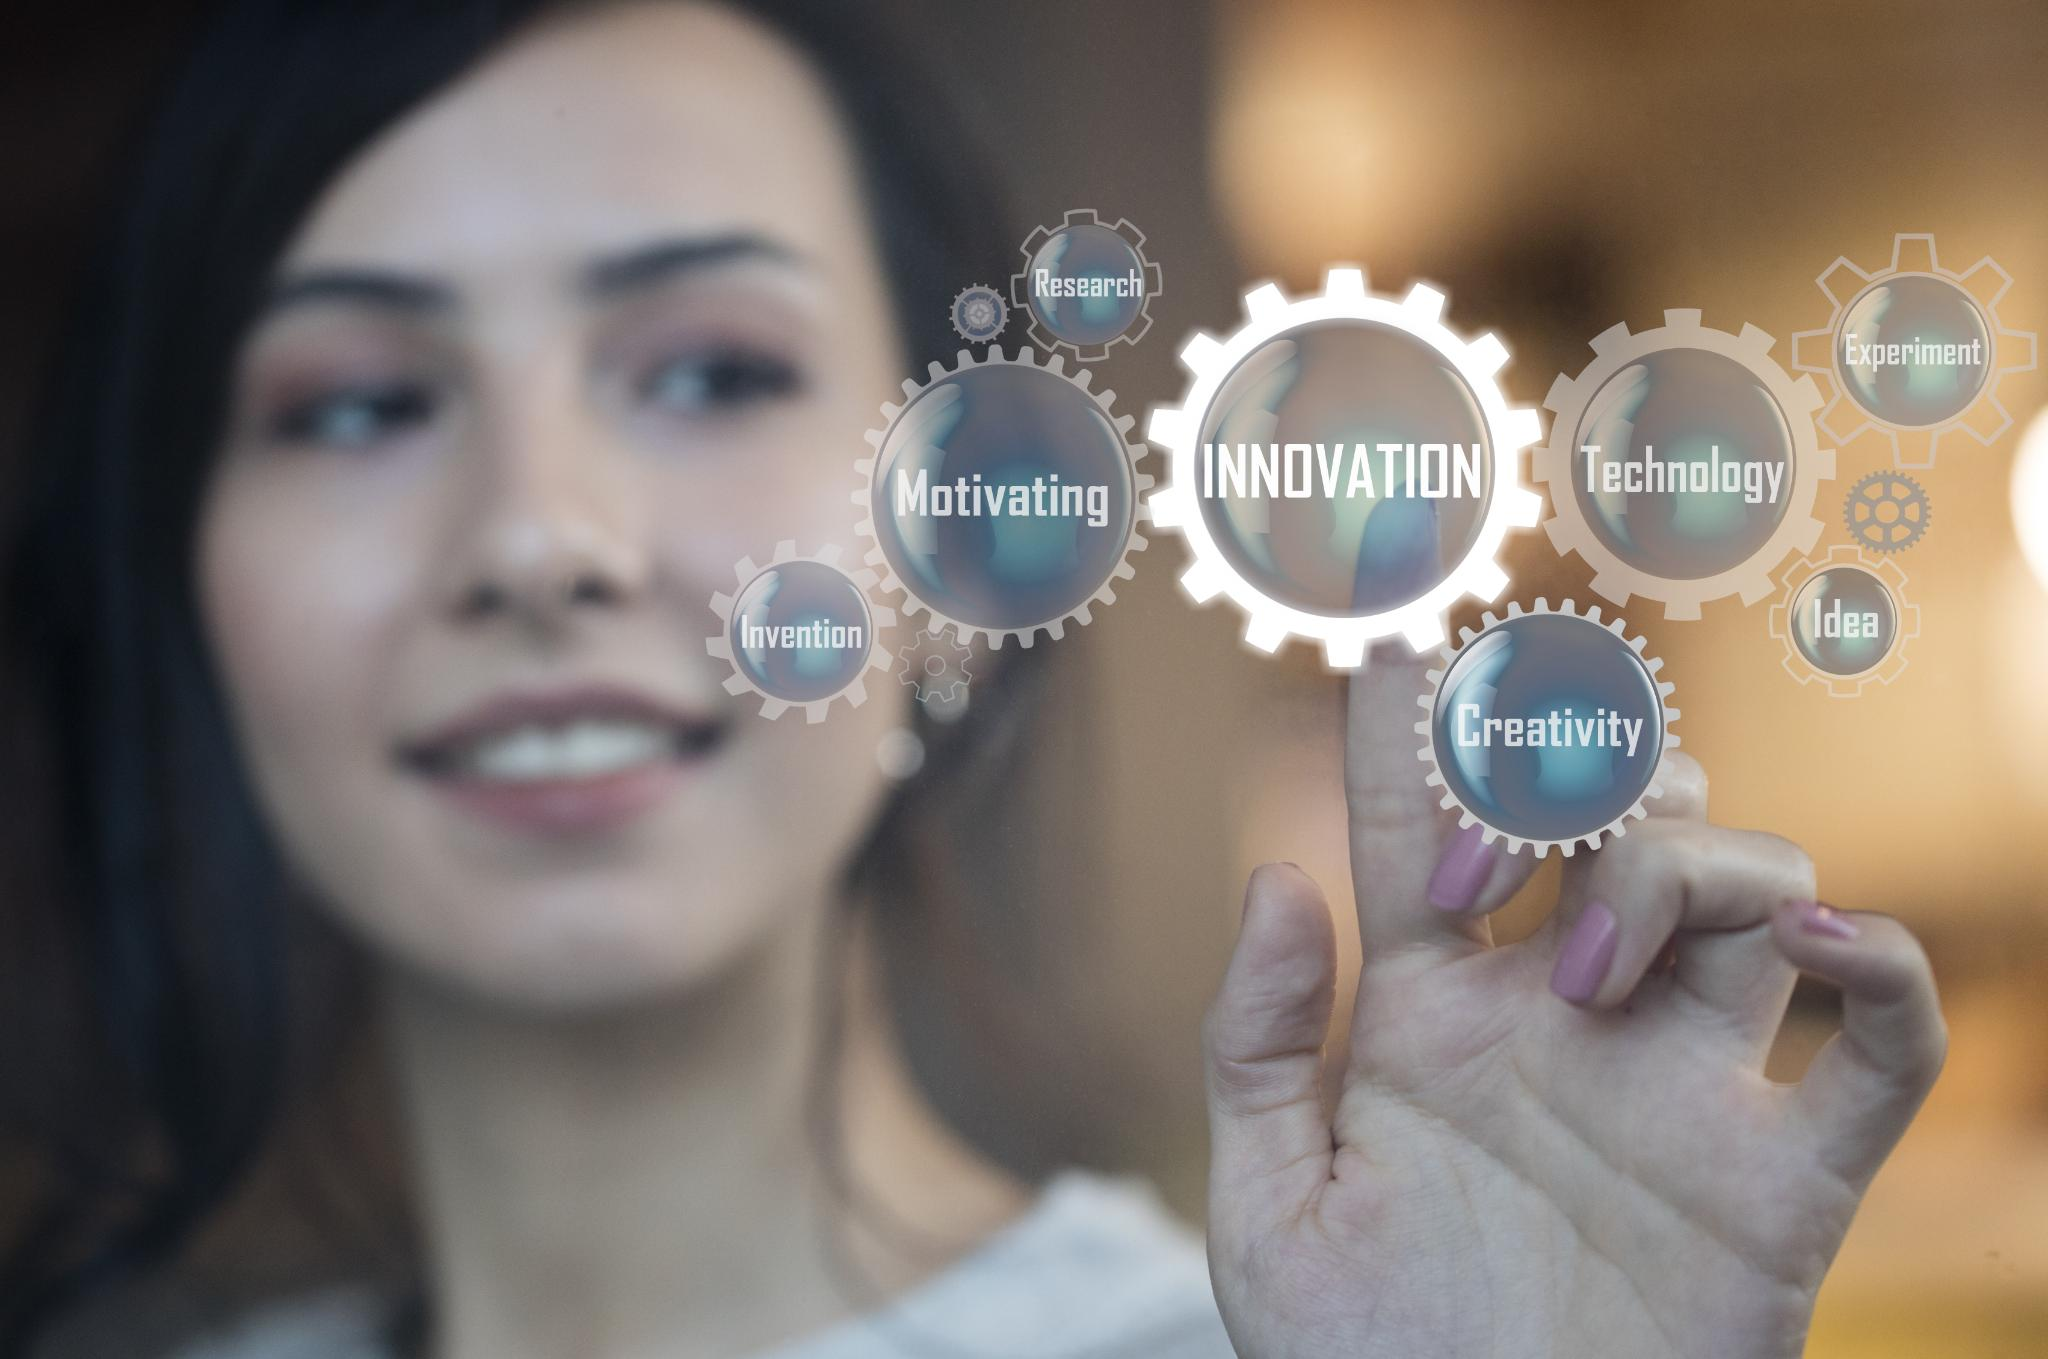 Research
Experiment
INNOVATION
Technology
Motivating
Idea
Invention
Creativity